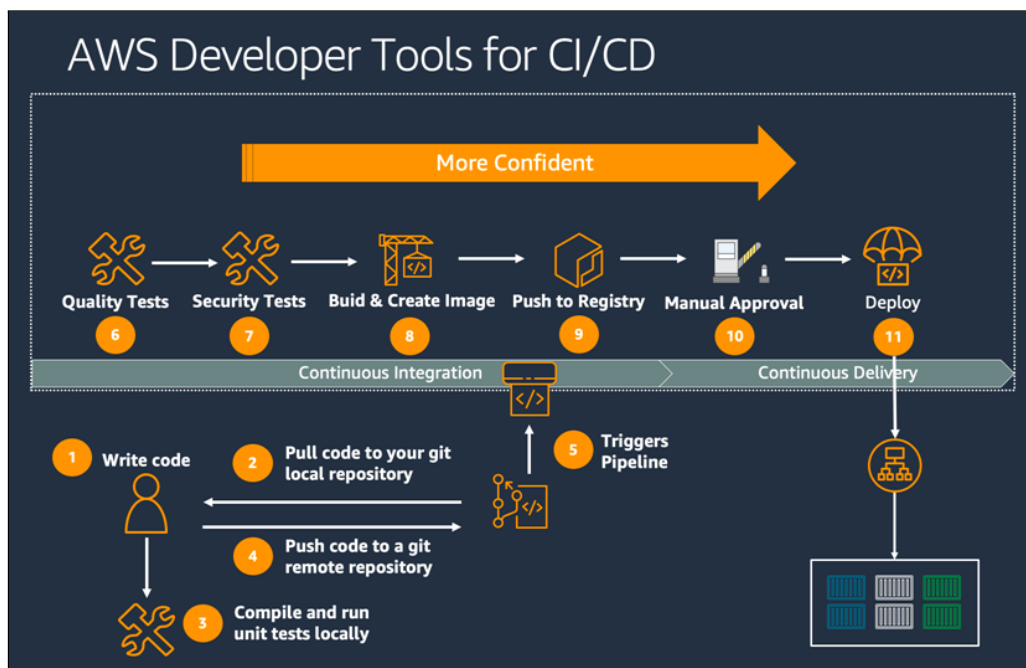 AWS Developer Tools for CI/CD
More Confident
Quality Tests
Security Tests
Buid & Create Image
Push to Registry
Manual Approval
Deploy
6
7
8
9
10
11
Continuous Integration
Continuous Delivery
</>
</>
</>
</>
1
Write code
2
Pull code to your git
local repository
5
Triggers
Pipeline
4
Push code to a git
remote repository
3
Compile and run
unit tests locally